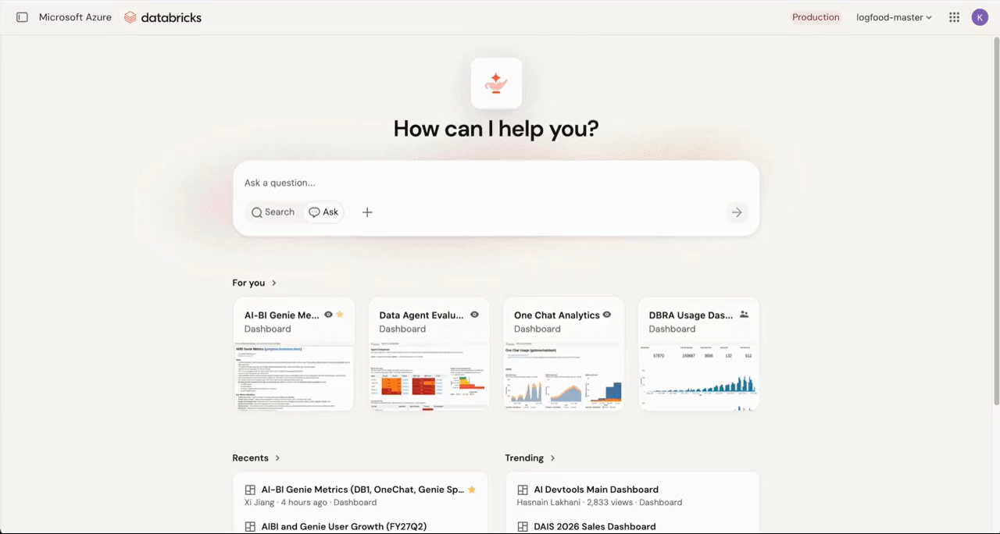 Microsoft Azure databricks Production logfood-master K
How can I help you?
Ask a question...
Search Ask
For you
AI-BI Genie Me...
Dashboard
Data Agent Evalu...
Dashboard
One Chat Analytics
Dashboard
DBRA Usage Das...
Dashboard
Recents
AI-BI Genie Metrics (DB1, OneChat, Genie Sp...
Xi Jiang · 4 hours ago · Dashboard
AIBI and Genie User Growth (FY27Q2)
Trending
AI Devtools Main Dashboard
Hasnain Lakhani · 2,833 views · Dashboard
DAIS 2026 Sales Dashboard